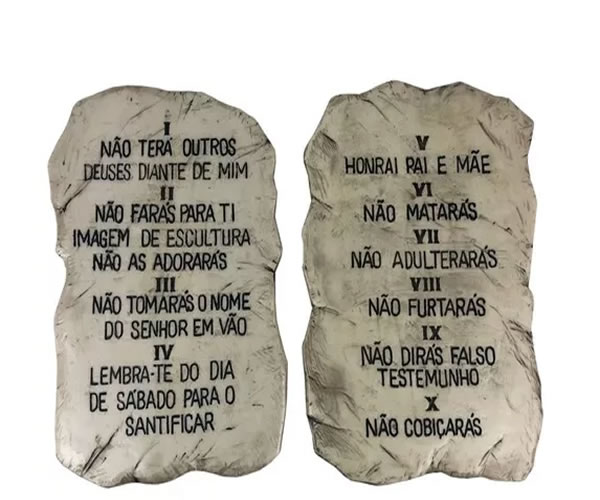 I
NÃO TERÁ OUTROS
DEUSES DIANTE DE MIM
II
NÃO FARÁS PARA TI
IMAGEM DE ESCULTURA
NÃO AS ADORARÁS
III
NÃO TOMARÁS O NOME
DO SENHOR EM VÃO
IV
LEMBRA-TE DO DIA
DE SÁBADO PARA O
SANTIFICAR
V
HONRAI PAI E MÃE
VI
NÃO MATARÁS
VII
NÃO ADULTERARÁS
VIII
NÃO FURTARÁS
IX
NÃO DIRÁS FALSO
TESTEMUNHO
X
NÃO COBIÇARÁS